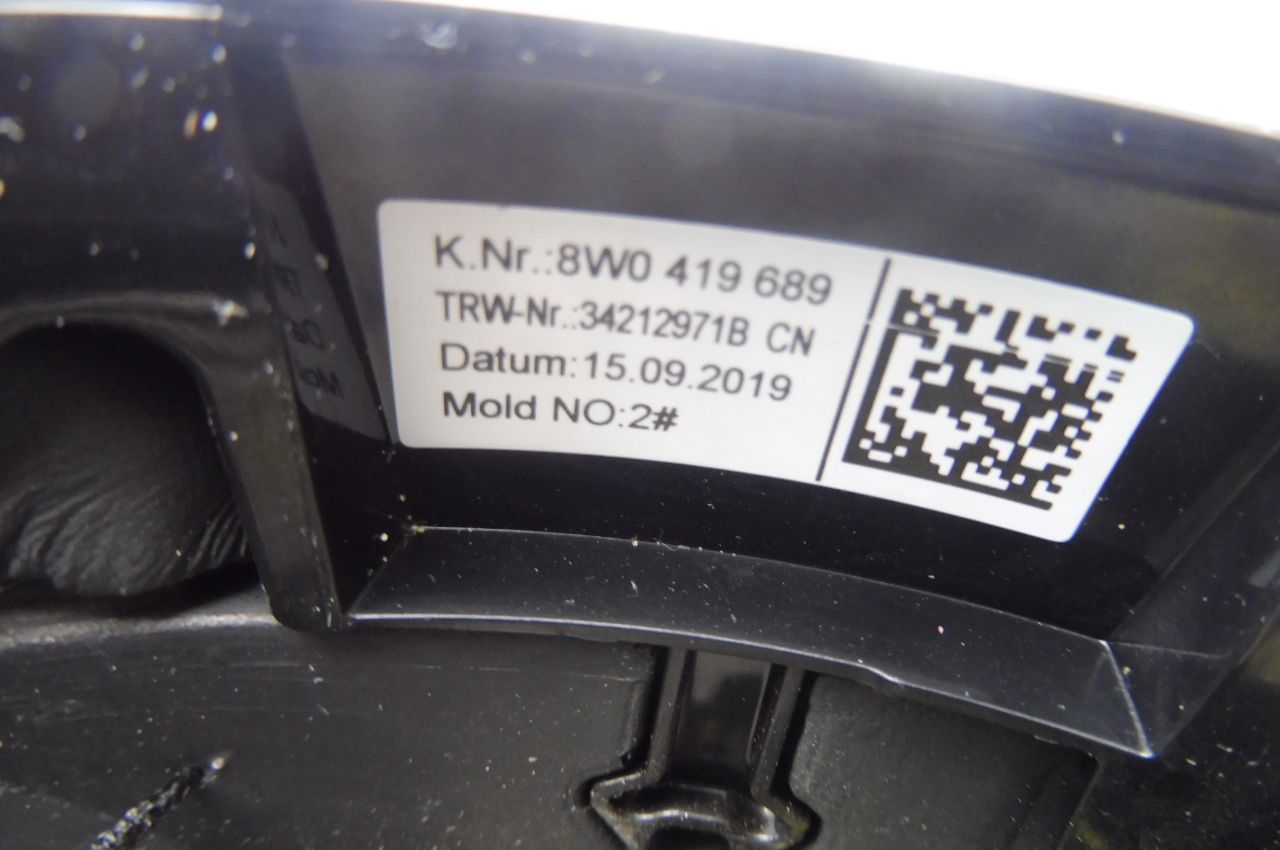 K.Nr.:8W0 419 689
TRW-Nr.:34212971B CN
Datum:15.09.2019
Mold NO:2#